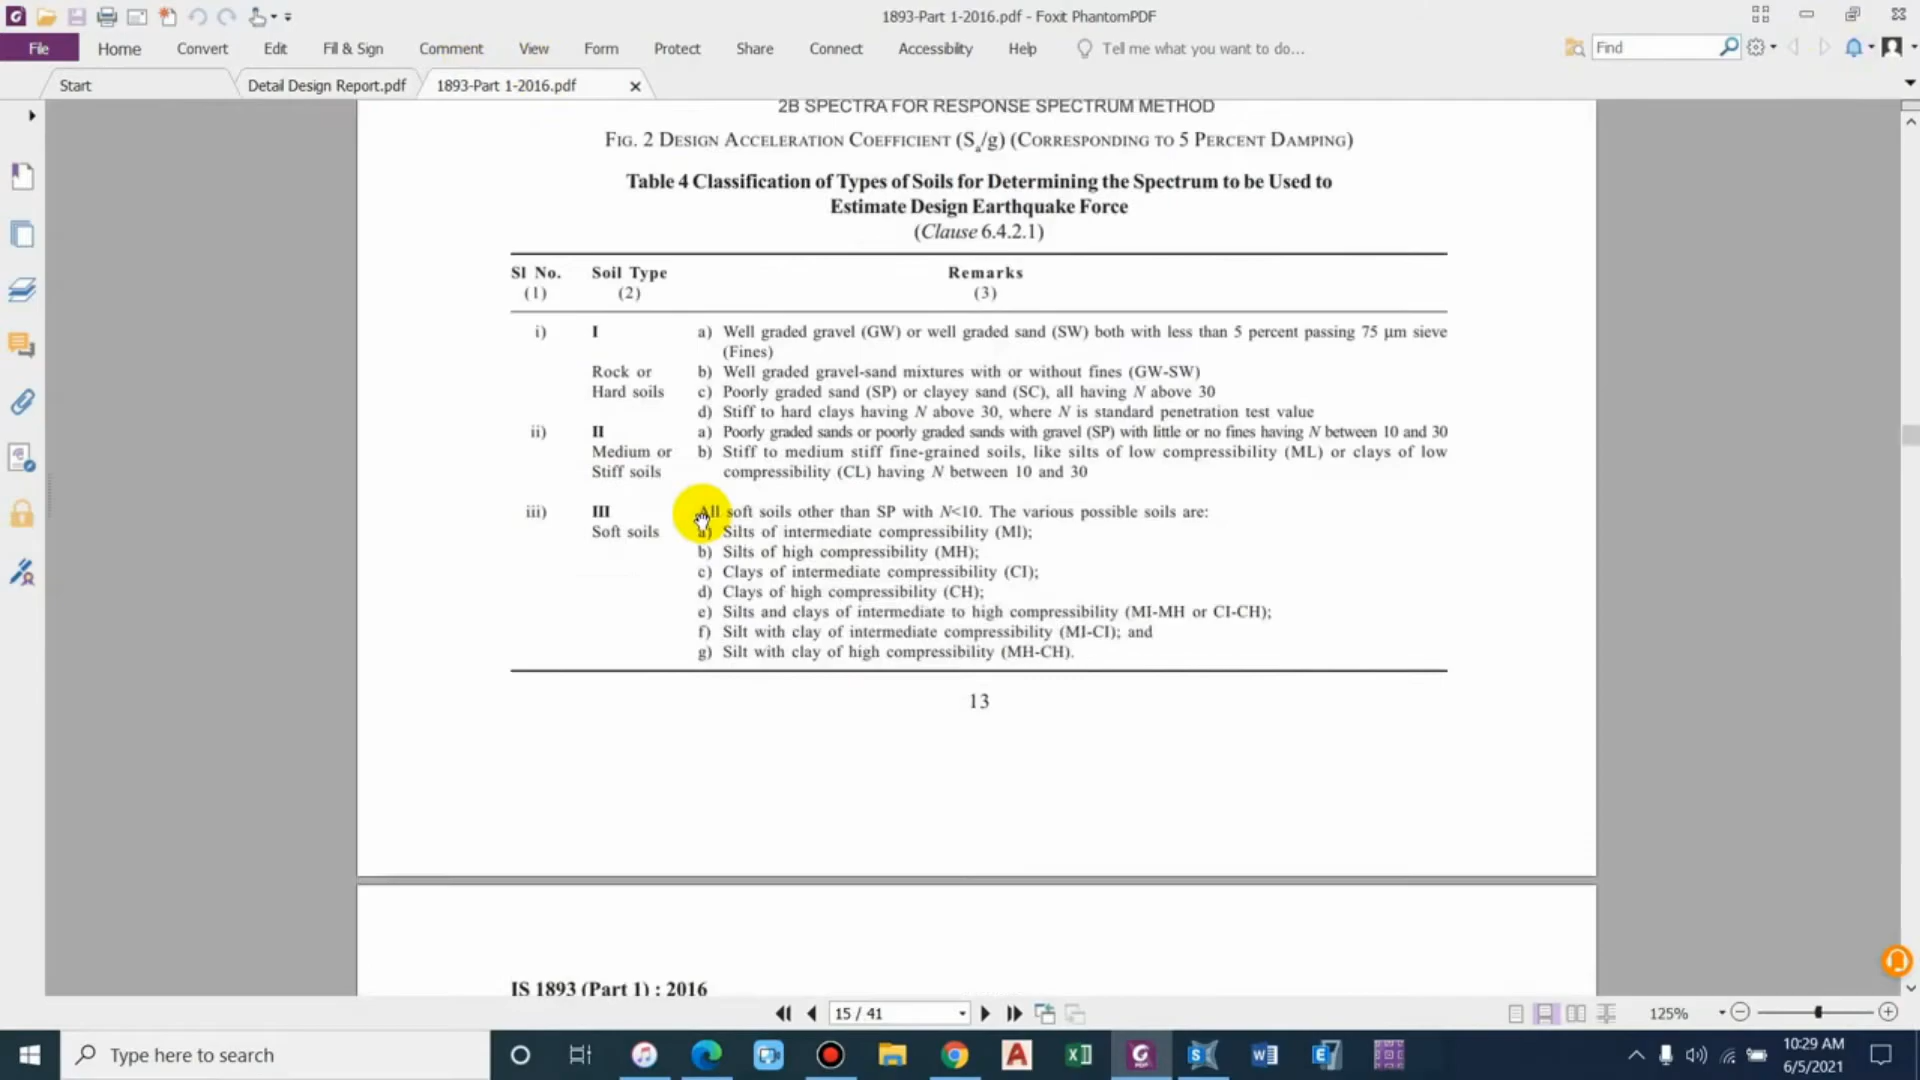 1893-Part 1-2016.pdf - Foxit PhantomPDF
File Home Convert Edit Fill & Sign Comment View Form Protect Share Connect Accessibility Help Tell me what you want to do... Find
Start Detail Design Report.pdf 1893-Part 1-2016.pdf
2B SPECTRA FOR RESPONSE SPECTRUM METHOD
FIG. 2 DESIGN ACCELERATION COEFFICIENT (Sa/g) (CORRESPONDING TO 5 PERCENT DAMPING)
Table 4 Classification of Types of Soils for Determining the Spectrum to be Used to
Estimate Design Earthquake Force
(Clause 6.4.2.1)
Sl No. Soil Type Remarks
(1) (2) (3)
i) I a) Well graded gravel (GW) or well graded sand (SW) both with less than 5 percent passing 75 µm sieve
(Fines)
Rock or b) Well graded gravel-sand mixtures with or without fines (GW-SW)
Hard soils c) Poorly graded sand (SP) or clayey sand (SC), all having N above 30
d) Stiff to hard clays having N above 30, where N is standard penetration test value
ii) II a) Poorly graded sands or poorly graded sands with gravel (SP) with little or no fines having N between 10 and 30
Medium or b) Stiff to medium stiff fine-grained soils, like silts of low compressibility (ML) or clays of low
Stiff soils compressibility (CL) having N between 10 and 30
iii) III All soft soils other than SP with N<10. The various possible soils are:
Soft soils a) Silts of intermediate compressibility (MI);
b) Silts of high compressibility (MH);
c) Clays of intermediate compressibility (CI);
d) Clays of high compressibility (CH);
e) Silts and clays of intermediate to high compressibility (MI-MH or CI-CH);
f) Silt with clay of intermediate compressibility (MI-CI); and
g) Silt with clay of high compressibility (MH-CH).
13
IS 1893 (Part 1) : 2016
15 / 41 125%
Type here to search 10:29 AM
6/5/2021